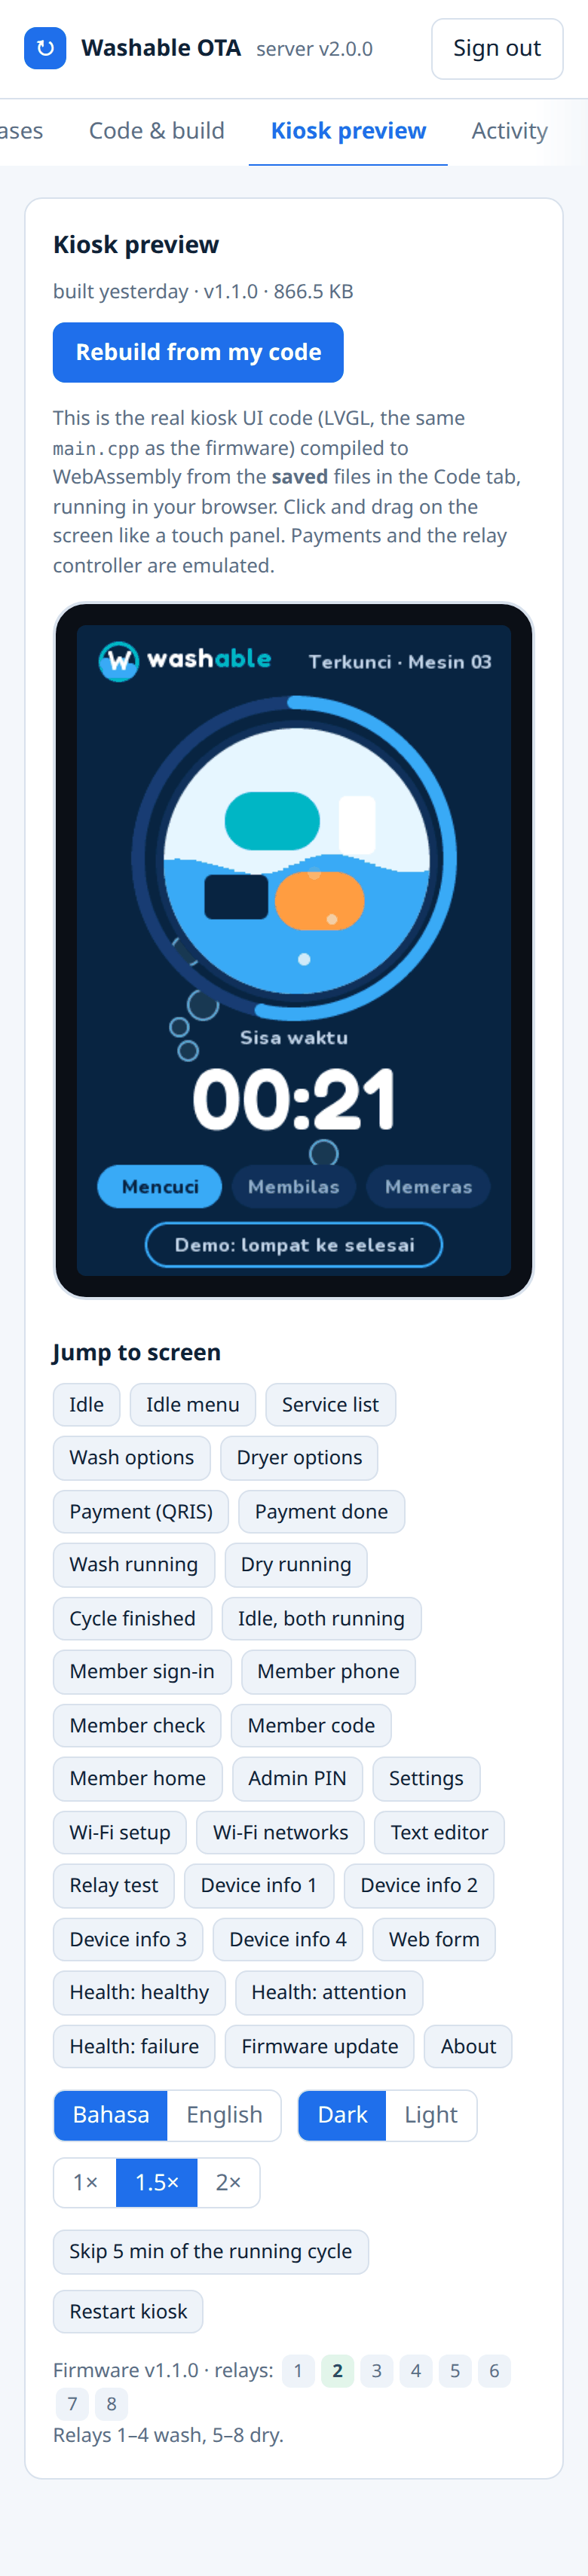 Washable OTA server v2.0.0 Sign out
ases Code & build Kiosk preview Activity
Kiosk preview
built yesterday · v1.1.0 · 866.5 KB
Rebuild from my code
This is the real kiosk UI code (LVGL, the same
main.cpp as the firmware) compiled to
WebAssembly from the saved files in the Code tab,
running in your browser. Click and drag on the
screen like a touch panel. Payments and the relay
controller are emulated.
W washable Terkunci · Mesin 03
Sisa waktu
00:21
Mencuci Membilas Memeras
Demo: lompat ke selesai
Jump to screen
Idle Idle menu Service list
Wash options Dryer options
Payment (QRIS) Payment done
Wash running Dry running
Cycle finished Idle, both running
Member sign-in Member phone
Member check Member code
Member home Admin PIN Settings
Wi-Fi setup Wi-Fi networks Text editor
Relay test Device info 1 Device info 2
Device info 3 Device info 4 Web form
Health: healthy Health: attention
Health: failure Firmware update About
Bahasa English Dark Light
1× 1.5× 2×
Skip 5 min of the running cycle
Restart kiosk
Firmware v1.1.0 · relays: 1 2 3 4 5 6
7 8
Relays 1–4 wash, 5–8 dry.